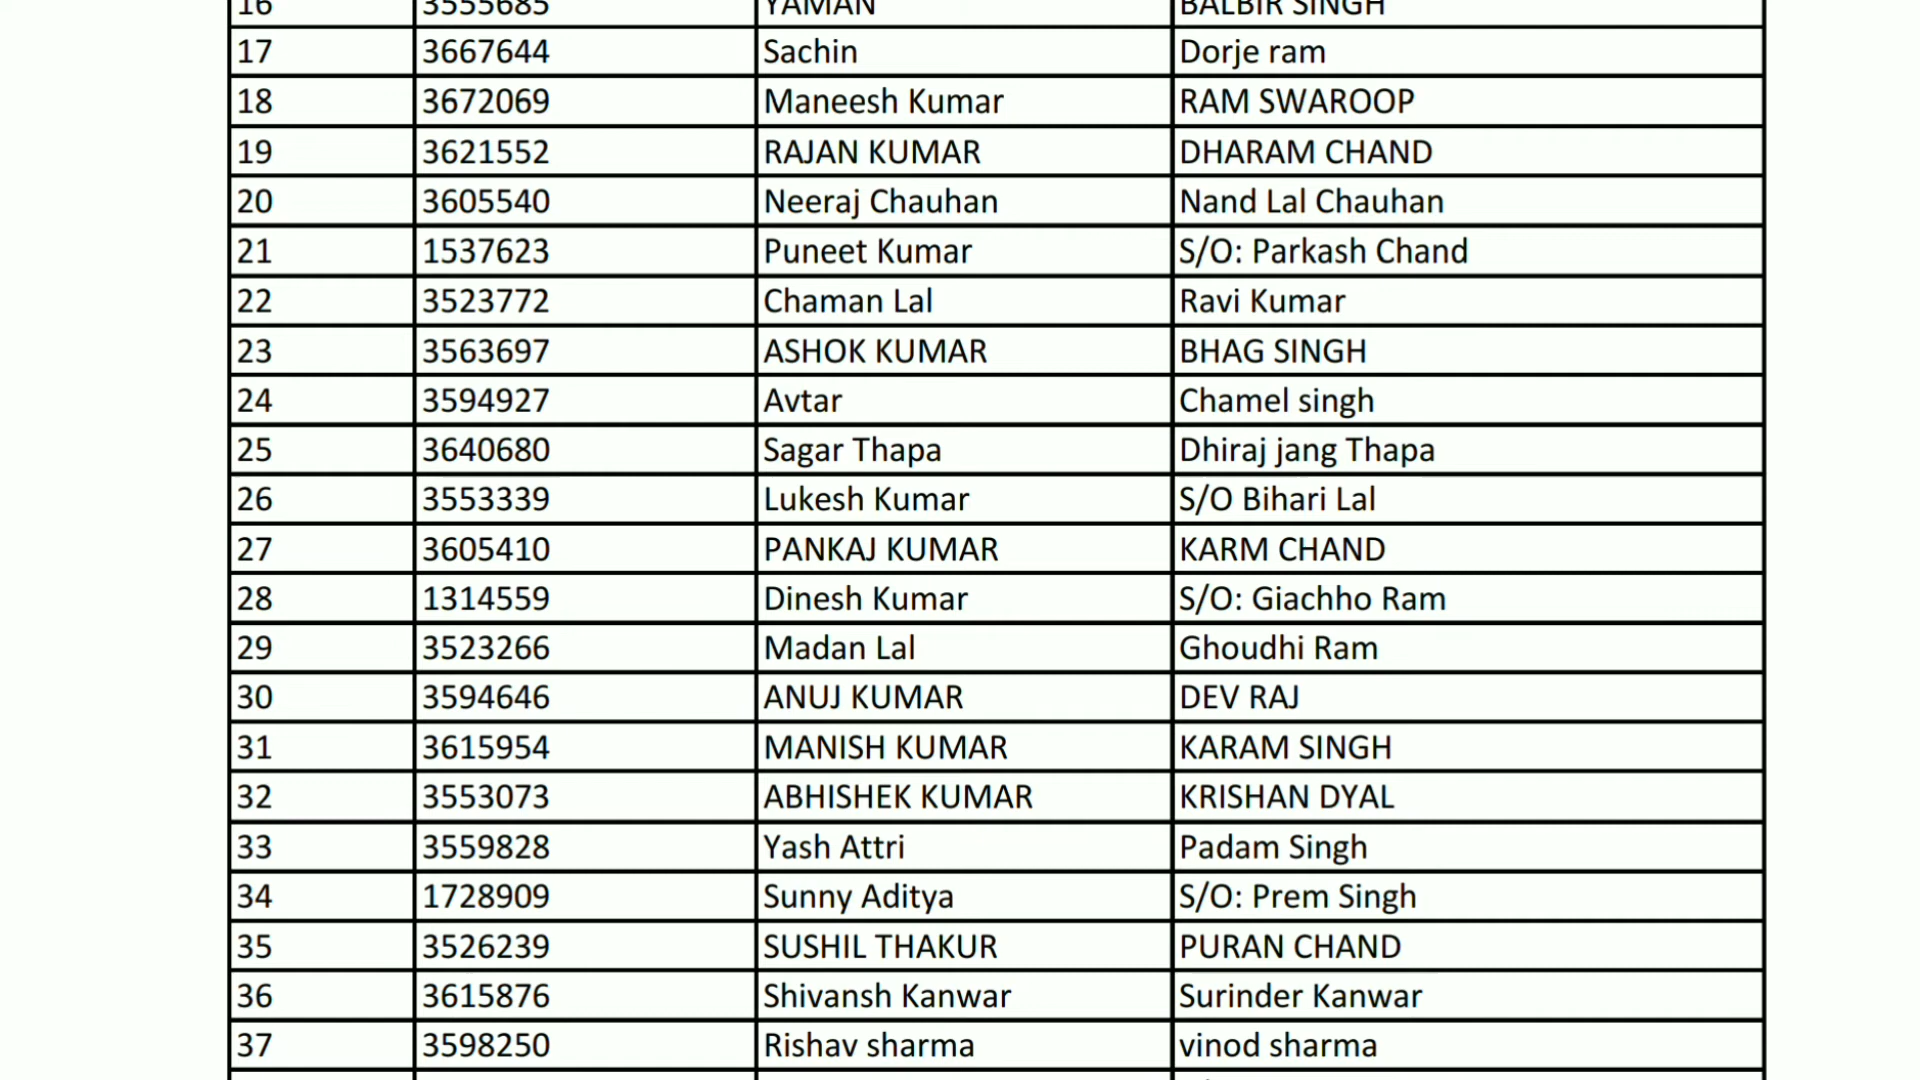 16 3555685 YAMAN BALBIR SINGH
17 3667644 Sachin Dorje ram
18 3672069 Maneesh Kumar RAM SWAROOP
19 3621552 RAJAN KUMAR DHARAM CHAND
20 3605540 Neeraj Chauhan Nand Lal Chauhan
21 1537623 Puneet Kumar S/O: Parkash Chand
22 3523772 Chaman Lal Ravi Kumar
23 3563697 ASHOK KUMAR BHAG SINGH
24 3594927 Avtar Chamel singh
25 3640680 Sagar Thapa Dhiraj jang Thapa
26 3553339 Lukesh Kumar S/O Bihari Lal
27 3605410 PANKAJ KUMAR KARM CHAND
28 1314559 Dinesh Kumar S/O: Giachho Ram
29 3523266 Madan Lal Ghoudhi Ram
30 3594646 ANUJ KUMAR DEV RAJ
31 3615954 MANISH KUMAR KARAM SINGH
32 3553073 ABHISHEK KUMAR KRISHAN DYAL
33 3559828 Yash Attri Padam Singh
34 1728909 Sunny Aditya S/O: Prem Singh
35 3526239 SUSHIL THAKUR PURAN CHAND
36 3615876 Shivansh Kanwar Surinder Kanwar
37 3598250 Rishav sharma vinod sharma